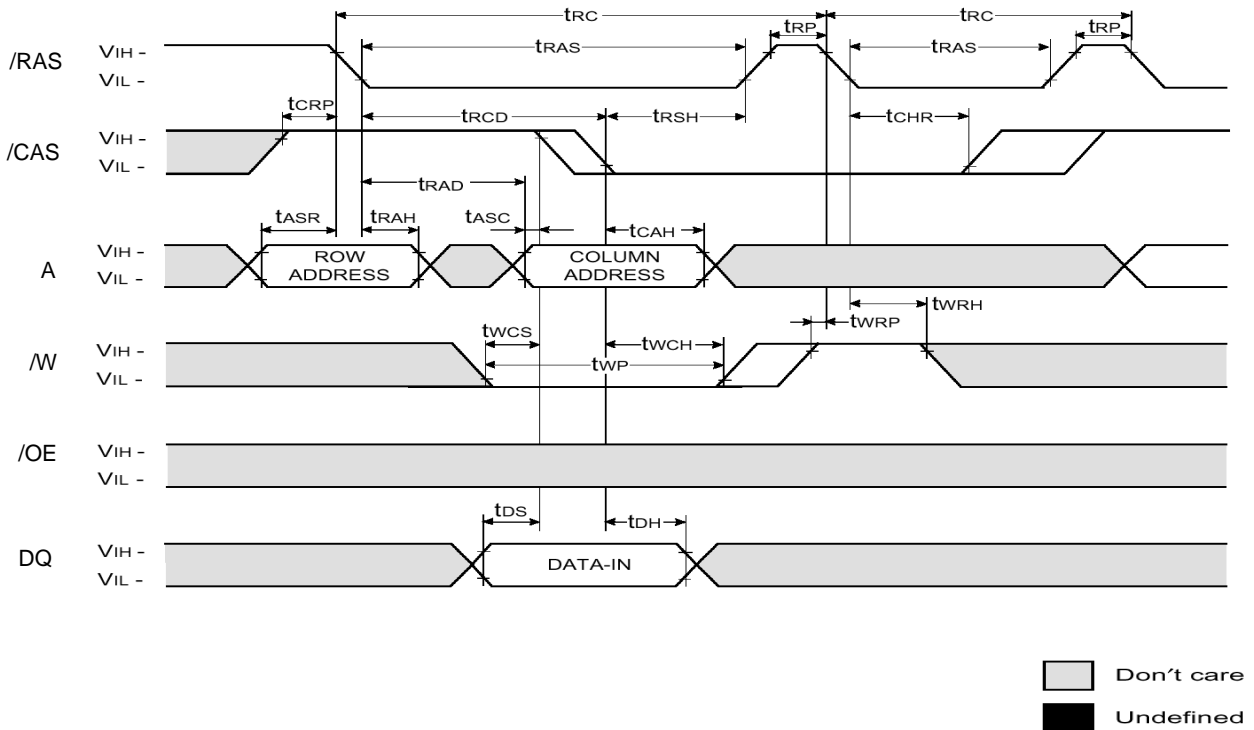 tRC tRC
tRP tRP
/RAS VIH - tRAS tRAS
VIL -
tCRP tRCD tRSH tCHR
/CAS VIH -
VIL -
tRAD
tASR tRAH tASC tCAH
A VIH - ROW ADDRESS COLUMN ADDRESS
VIL -
tWRH
tWRP
tWCS tWCH
/W VIH - tWP
VIL -
/OE VIH -
VIL -
tDS tDH
DQ VIH - DATA-IN
VIL -
Don't care
Undefined